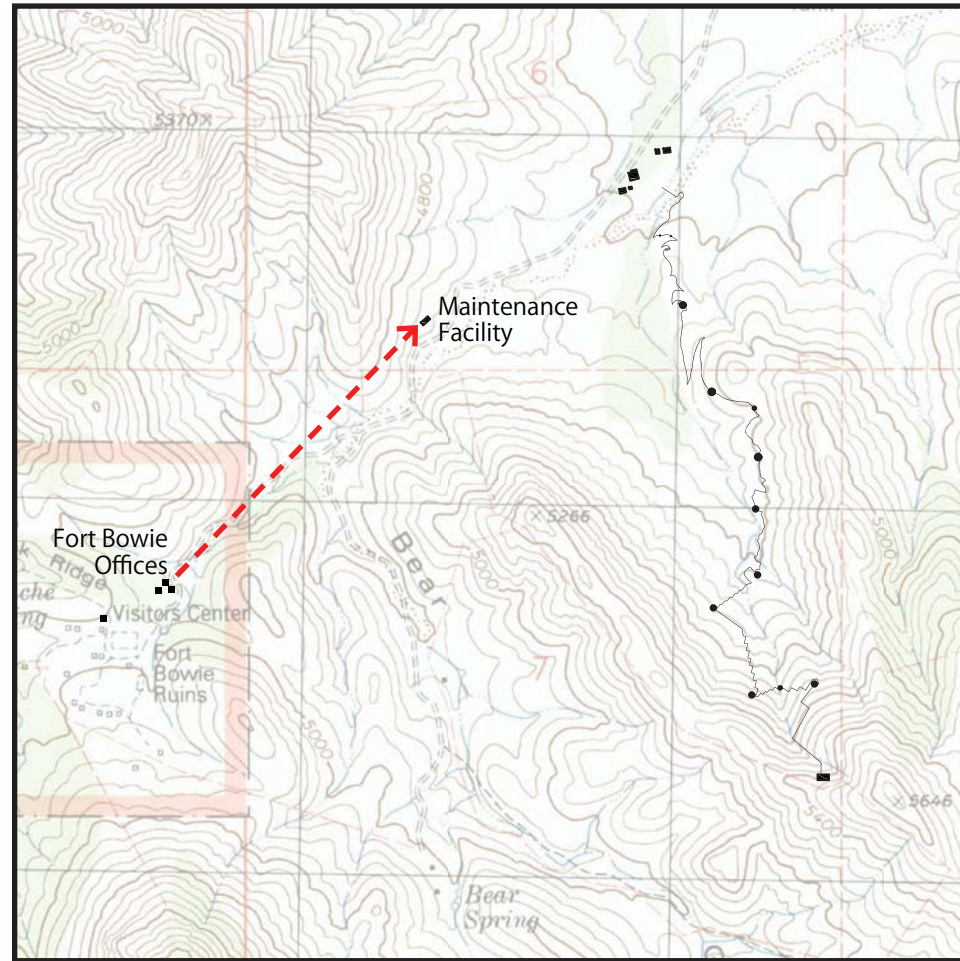 5000
6
5370
4800
Maintenance
Facility
5000
5266
5000
Bear
Fort Bowie
Offices
Ridge
Visitors Center
Fort
Bowie
Ruins
7
5000
5646
5400
Bear
Spring